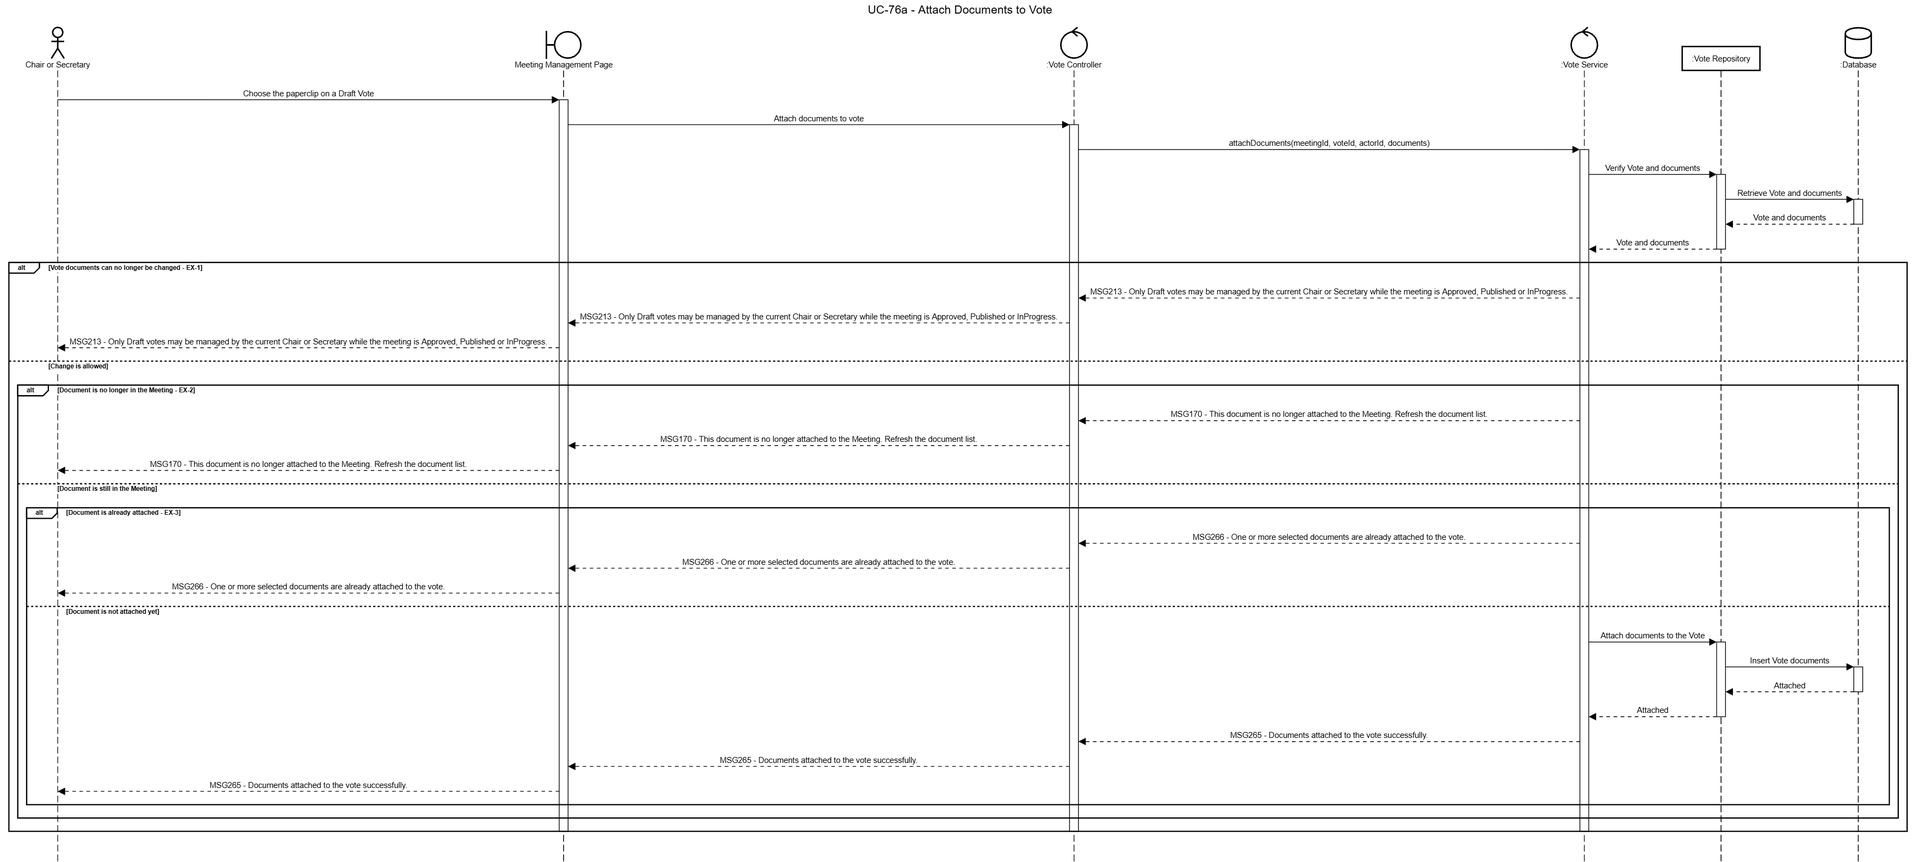 UC-76a - Attach Documents to Vote
Chair or Secretary
Meeting Management Page
:Vote Controller
:Vote Service
:Vote Repository
:Database
Choose the paperclip on a Draft Vote
Attach documents to vote
attachDocuments(meetingId, voteId, actorId, documents)
Verify Vote and documents
Retrieve Vote and documents
Vote and documents
Vote and documents
alt [Vote documents can no longer be changed - EX-1]
MSG213 - Only Draft votes may be managed by the current Chair or Secretary while the meeting is Approved, Published or InProgress.
MSG213 - Only Draft votes may be managed by the current Chair or Secretary while the meeting is Approved, Published or InProgress.
MSG213 - Only Draft votes may be managed by the current Chair or Secretary while the meeting is Approved, Published or InProgress.
[Change is allowed]
alt [Document is no longer in the Meeting - EX-2]
MSG170 - This document is no longer attached to the Meeting. Refresh the document list.
MSG170 - This document is no longer attached to the Meeting. Refresh the document list.
MSG170 - This document is no longer attached to the Meeting. Refresh the document list.
[Document is still in the Meeting]
alt [Document is already attached - EX-3]
MSG266 - One or more selected documents are already attached to the vote.
MSG266 - One or more selected documents are already attached to the vote.
MSG266 - One or more selected documents are already attached to the vote.
[Document is not attached yet]
Attach documents to the Vote
Insert Vote documents
Attached
Attached
MSG265 - Documents attached to the vote successfully.
MSG265 - Documents attached to the vote successfully.
MSG265 - Documents attached to the vote successfully.